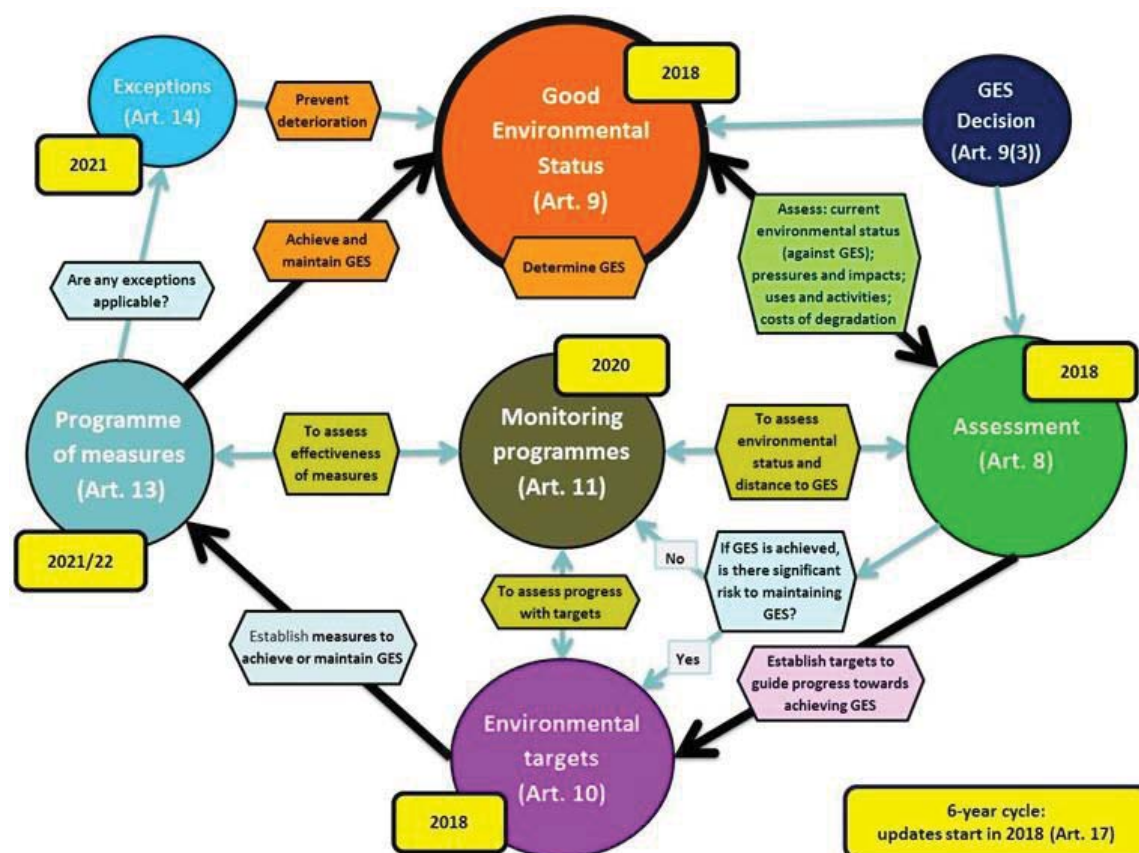 Exceptions
(Art. 14)
2021
Prevent
deterioration
Good
Environmental
Status
(Art. 9)
2018
Determine GES
GES
Decision
(Art. 9(3))
Achieve and
maintain GES
Assess: current
environmental status
(against GES);
pressures and impacts;
uses and activities;
costs of degradation
Are any exceptions
applicable?
Programme
of measures
(Art. 13)
2021/22
To assess
effectiveness
of measures
2020
Monitoring
programmes
(Art. 11)
To assess
environmental
status and
distance to GES
2018
Assessment
(Art. 8)
No
If GES is achieved,
is there significant
risk to maintaining
GES?
Yes
To assess progress
with targets
Establish measures to
achieve or maintain GES
Establish targets to
guide progress towards
achieving GES
Environmental
targets
(Art. 10)
2018
6-year cycle:
updates start in 2018 (Art. 17)